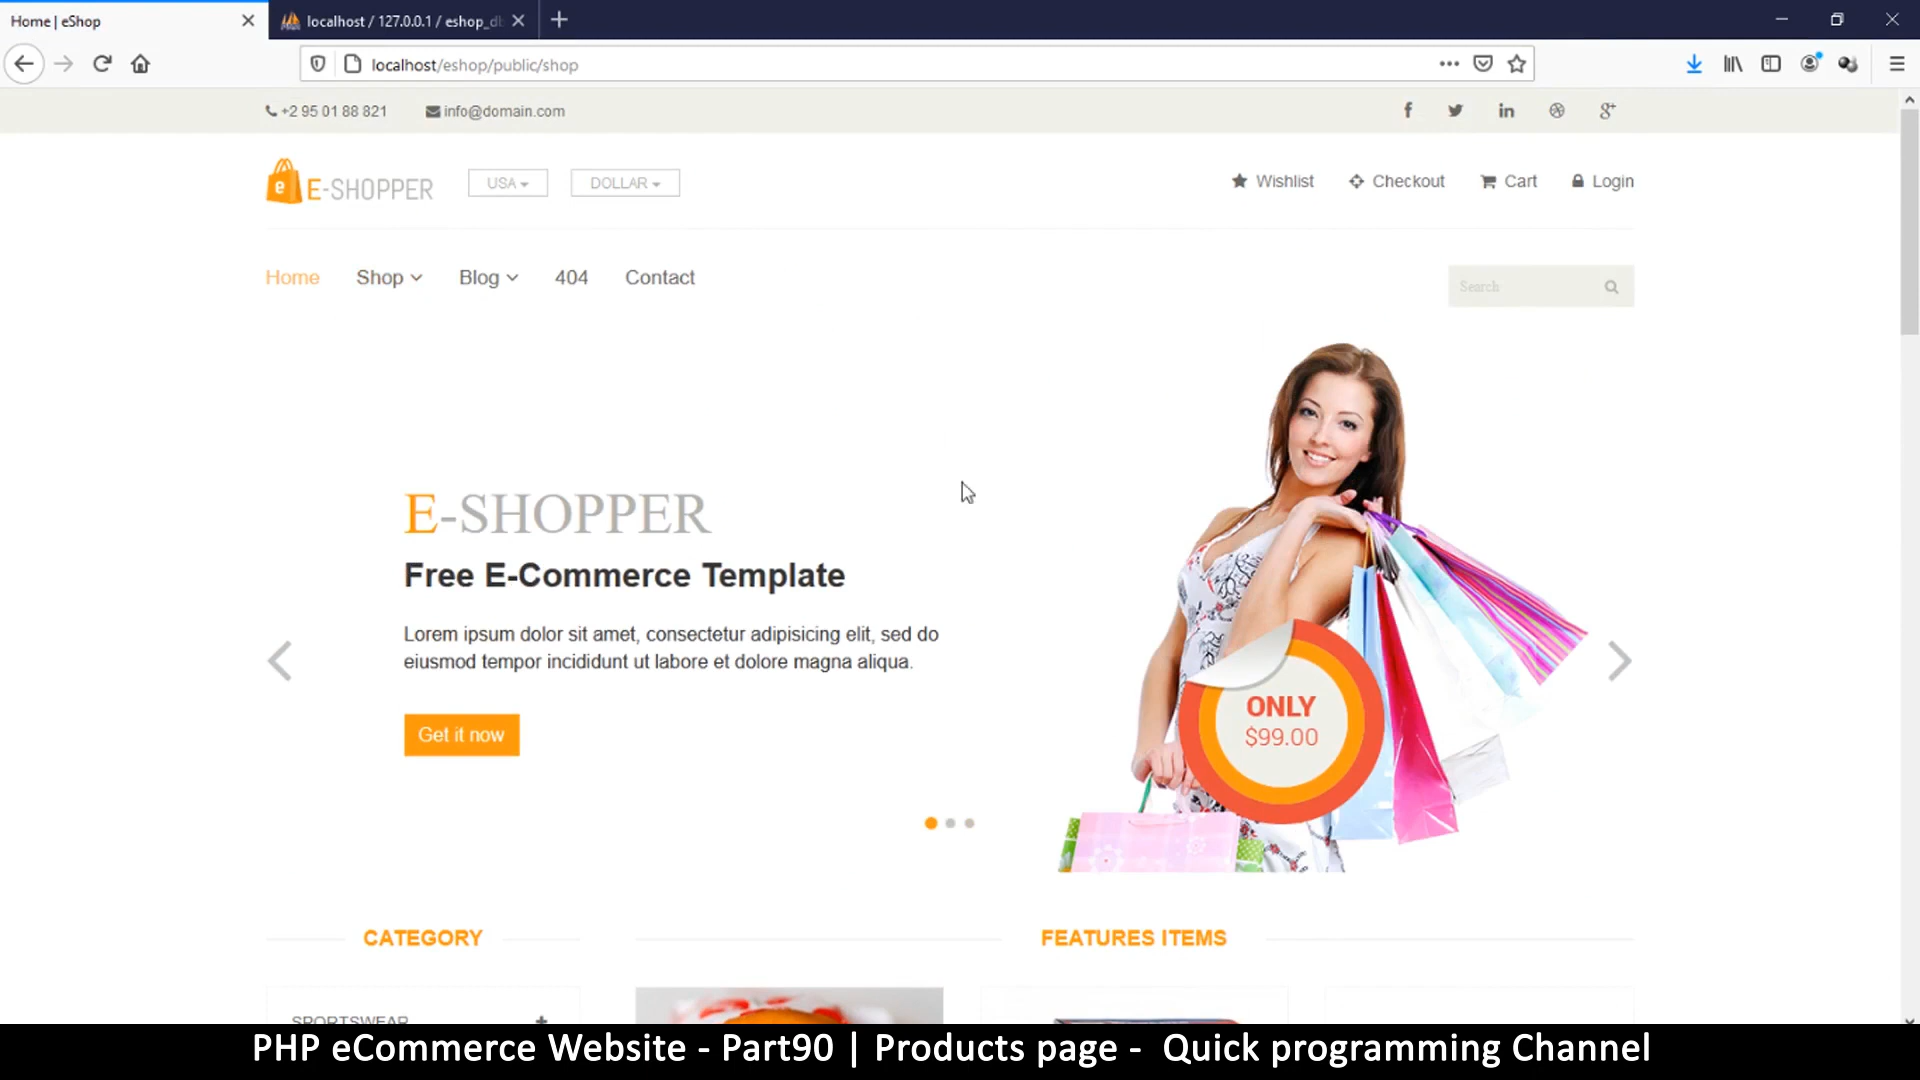 Home | eShop
localhost / 127.0.0.1 / eshop_db
localhost/eshop/public/shop
+2 95 01 88 821
info@domain.com
E-SHOPPER
USA
DOLLAR
Wishlist
Checkout
Cart
Login
Home
Shop
Blog
404
Contact
Search
E-SHOPPER
Free E-Commerce Template
Lorem ipsum dolor sit amet, consectetur adipisicing elit, sed do
eiusmod tempor incididunt ut labore et dolore magna aliqua.
Get it now
ONLY
$99.00
CATEGORY
FEATURES ITEMS
SPORTSWEAR
PHP eCommerce Website - Part90 | Products page - Quick programming Channel